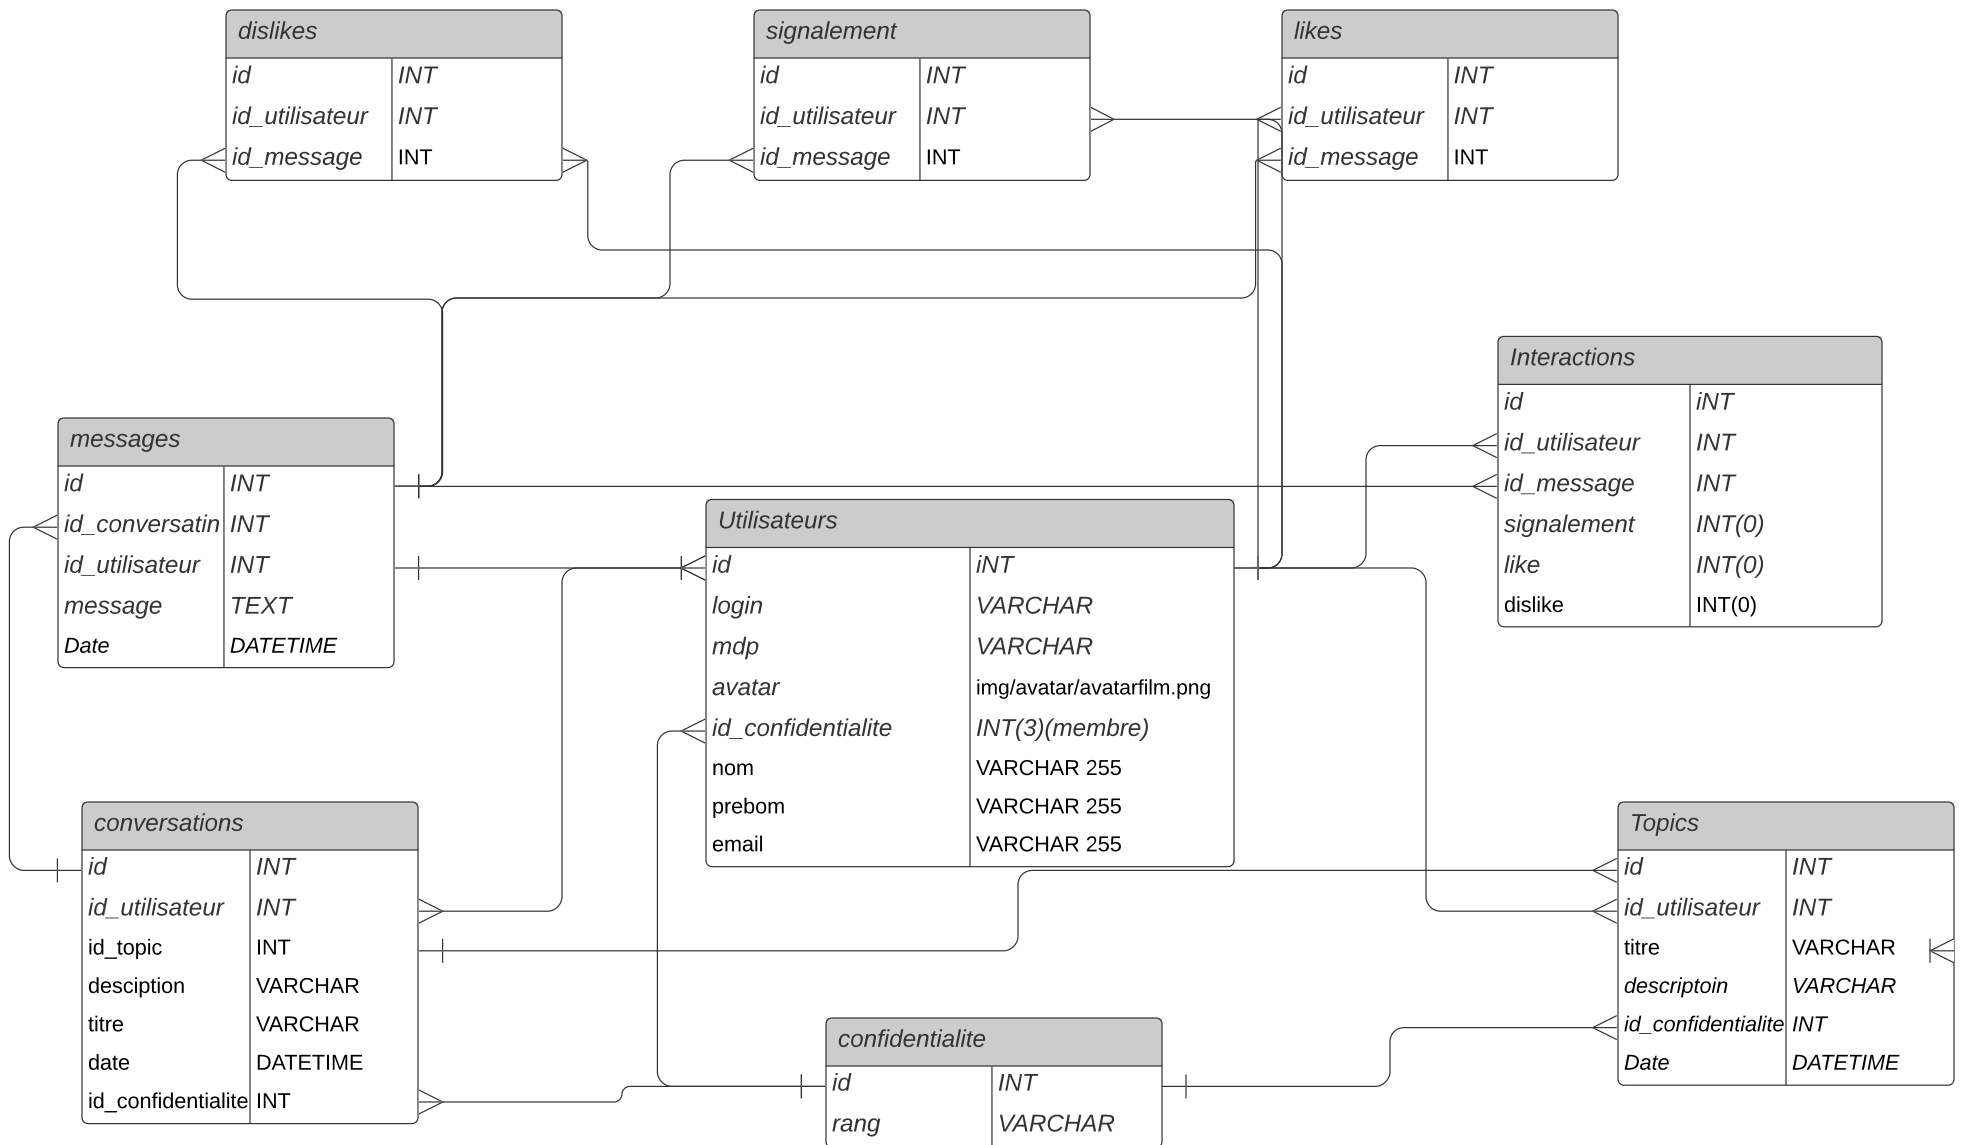 dislikes
id INT
id_utilisateur INT
id_message INT
signalement
id INT
id_utilisateur INT
id_message INT
likes
id INT
id_utilisateur INT
id_message INT
Interactions
id iNT
id_utilisateur INT
id_message INT
signalement INT(0)
like INT(0)
dislike INT(0)
messages
id INT
id_conversatin INT
id_utilisateur INT
message TEXT
Date DATETIME
Utilisateurs
id iNT
login VARCHAR
mdp VARCHAR
avatar img/avatar/avatarfilm.png
id_confidentialite INT(3)(membre)
nom VARCHAR 255
prebom VARCHAR 255
email VARCHAR 255
conversations
id INT
id_utilisateur INT
id_topic INT
desciption VARCHAR
titre VARCHAR
date DATETIME
id_confidentialite INT
Topics
id INT
id_utilisateur INT
titre VARCHAR
descriptoin VARCHAR
id_confidentialite INT
Date DATETIME
confidentialite
id INT
rang VARCHAR